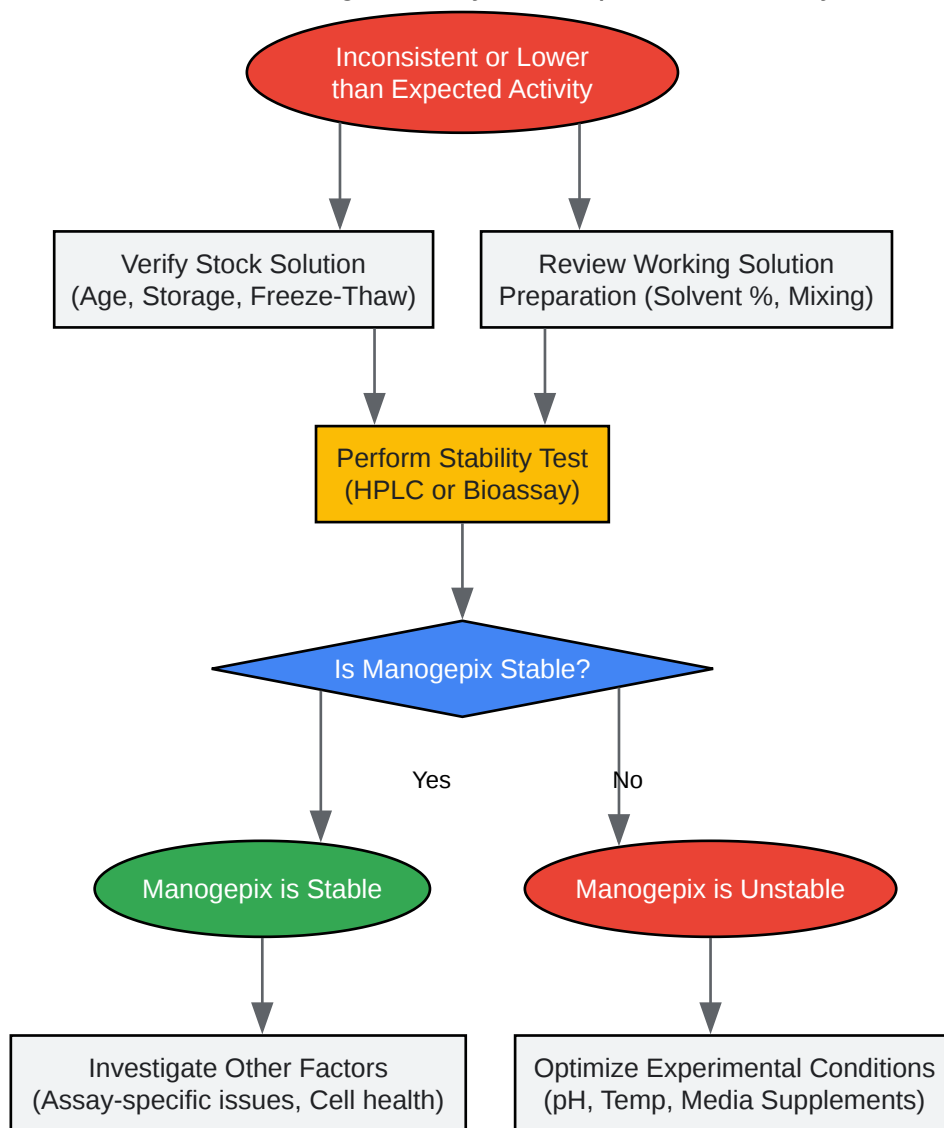 Inconsistent or Lower
than Expected Activity
Verify Stock Solution
(Age, Storage, Freeze-Thaw)
Review Working Solution
Preparation (Solvent %, Mixing)
Perform Stability Test
(HPLC or Bioassay)
Is Manogepix Stable?
Yes
No
Manogepix is Stable
Manogepix is Unstable
Investigate Other Factors
(Assay-specific issues, Cell health)
Optimize Experimental Conditions
(pH, Temp, Media Supplements)